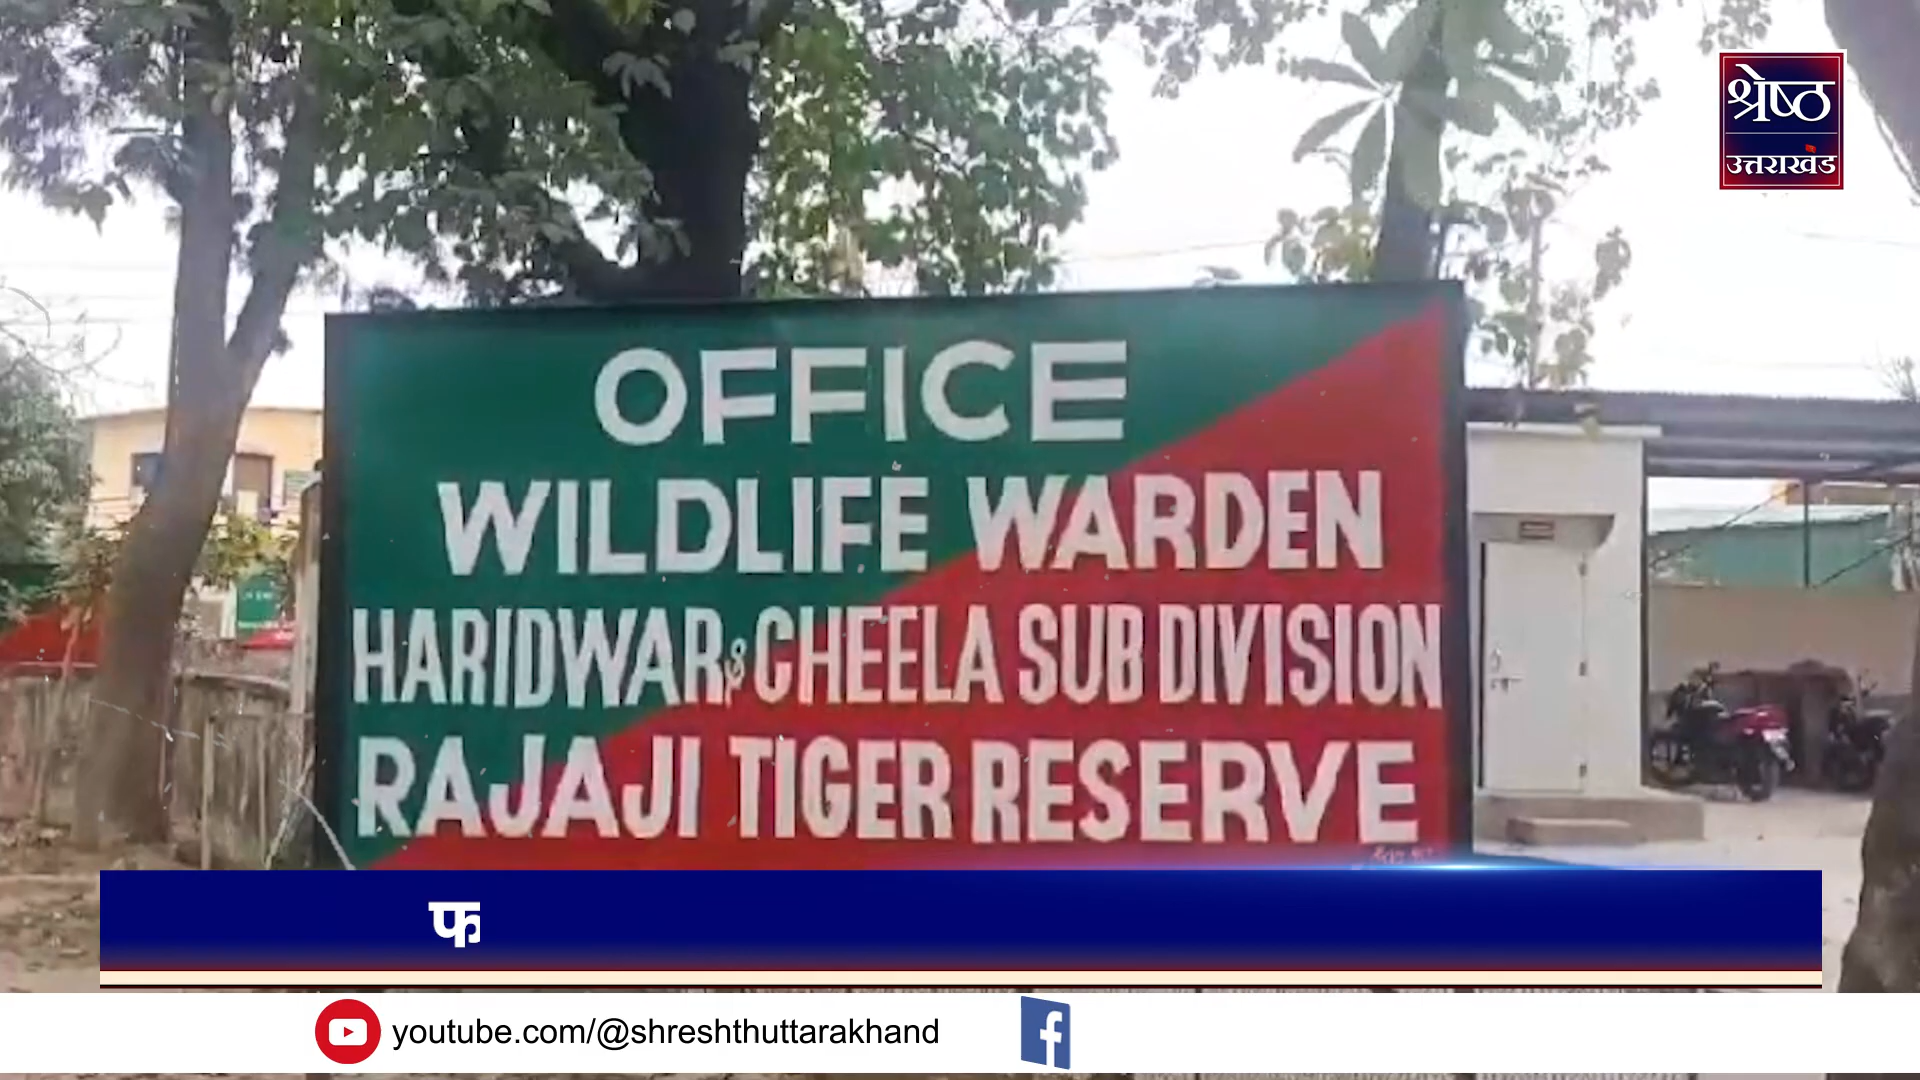 श्रेष्ठ
उत्तराखंड
OFFICE
WILDLIFE WARDEN
HARIDWAR & CHEELA SUB DIVISION
RAJAJI TIGER RESERVE
फ
youtube.com/@shreshthuttarakhand